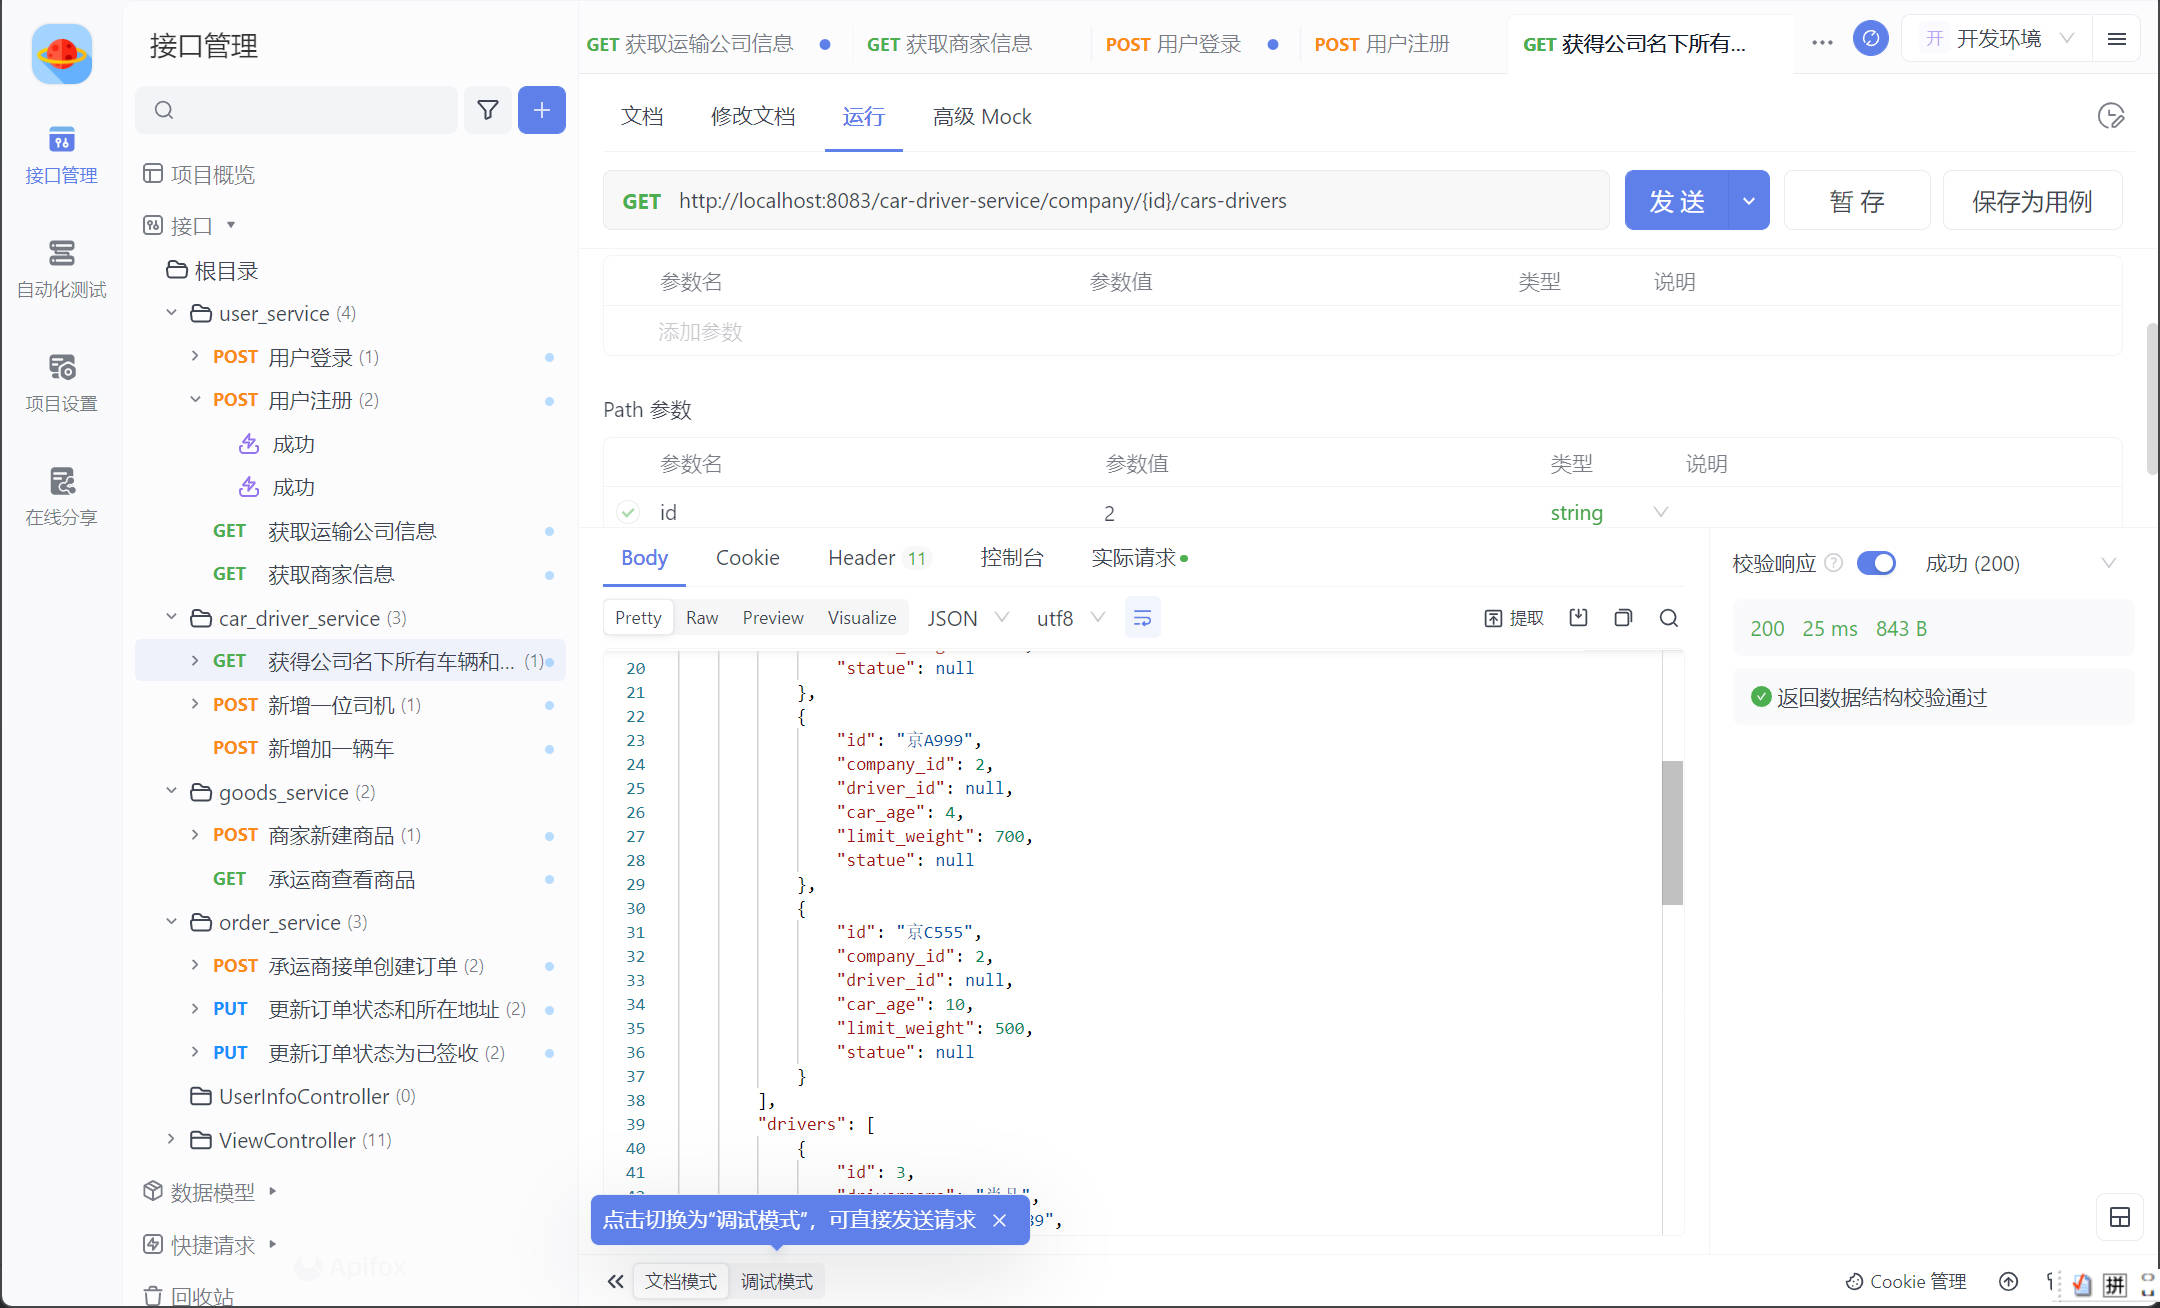 接口管理
GET 获取运输公司信息
GET 获取商家信息
POST 用户登录
POST 用户注册
GET 获得公司名下所有...
开 开发环境
接口管理
自动化测试
项目设置
在线分享
项目概览
接口
根目录
user_service (4)
POST 用户登录 (1)
POST 用户注册 (2)
成功
成功
GET 获取运输公司信息
GET 获取商家信息
car_driver_service (3)
GET 获得公司名下所有车辆和... (1)
POST 新增一位司机 (1)
POST 新增加一辆车
goods_service (2)
POST 商家新建商品 (1)
GET 承运商查看商品
order_service (3)
POST 承运商接单创建订单 (2)
PUT 更新订单状态和所在地址 (2)
PUT 更新订单状态为已签收 (2)
UserInfoController (0)
ViewController (11)
数据模型
快捷请求
回收站
Apifox
文档 修改文档 运行 高级 Mock
GET http://localhost:8083/car-driver-service/company/{id}/cars-drivers
发 送 暂 存 保存为用例
参数名 参数值 类型 说明
添加参数
Path 参数
参数名 参数值 类型 说明
id 2 string
Body Cookie Header 11 控制台 实际请求
Pretty Raw Preview Visualize JSON utf8 提取
20 "statue": null
21 },
22 {
23 "id": "京A999",
24 "company_id": 2,
25 "driver_id": null,
26 "car_age": 4,
27 "limit_weight": 700,
28 "statue": null
29 },
30 {
31 "id": "京C555",
32 "company_id": 2,
33 "driver_id": null,
34 "car_age": 10,
35 "limit_weight": 500,
36 "statue": null
37 }
38 ],
39 "drivers": [
40 {
41 "id": 3,
点击切换为“调试模式”，可直接发送请求
39",
校验响应 成功 (200)
200 25 ms 843 B
返回数据结构校验通过
文档模式 调试模式
Cookie 管理
拼